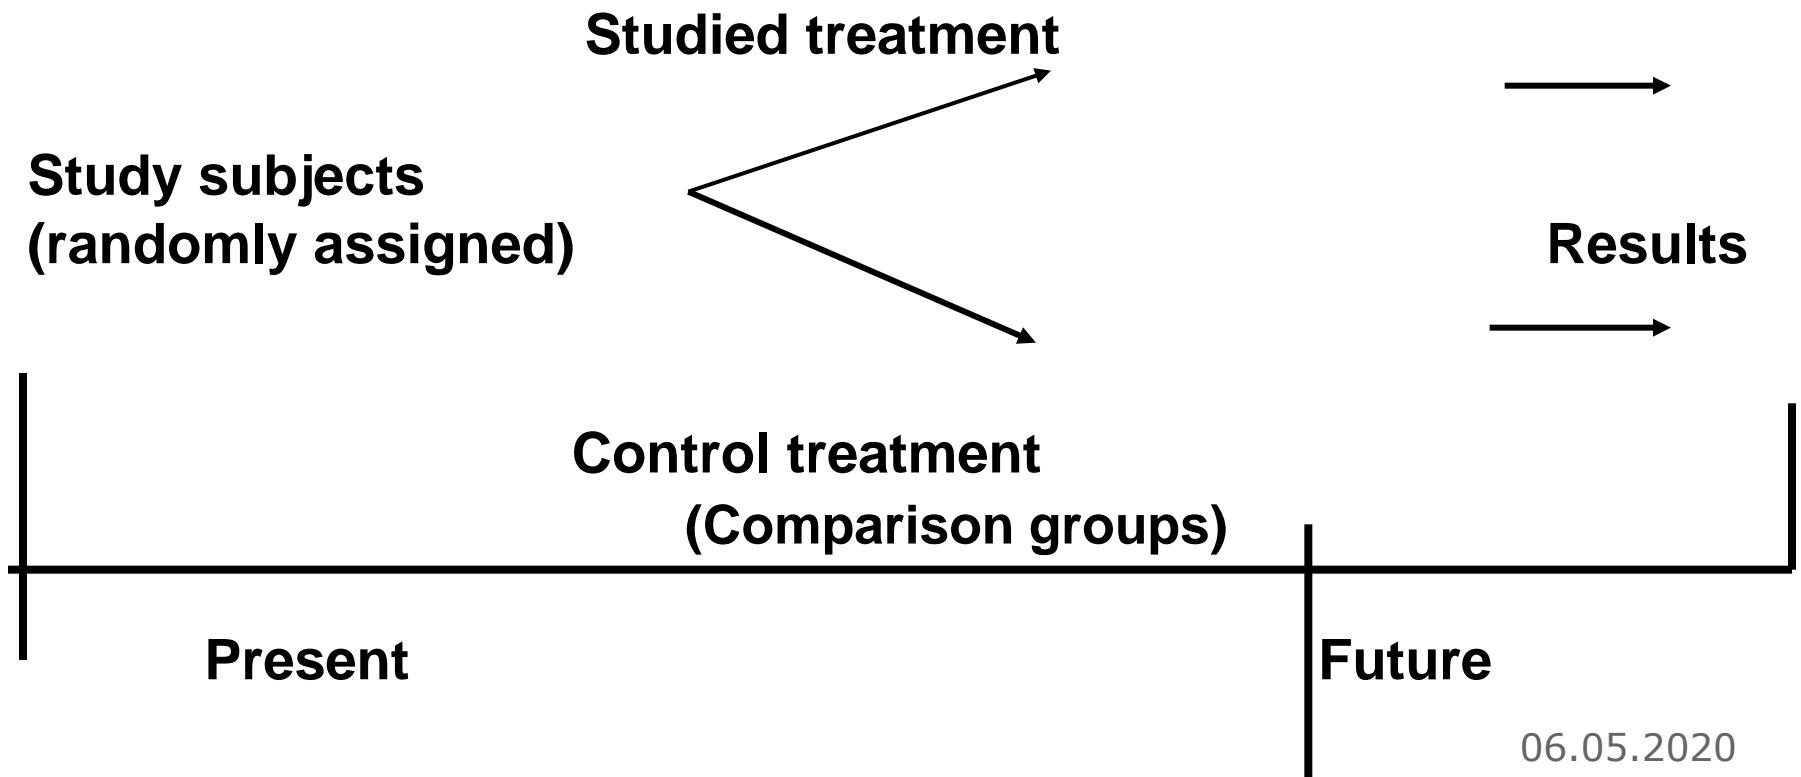 Studied treatment
Study subjects
(randomly assigned)
Results
Control treatment
(Comparison groups)
Present
Future
06.05.2020